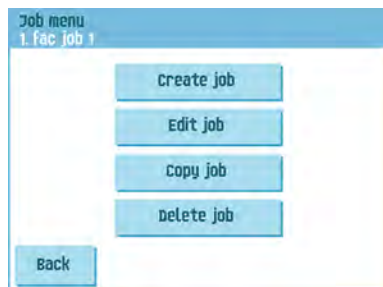 Job menu
1. fac job 1
Create job
Edit job
Copy job
Delete job
Back